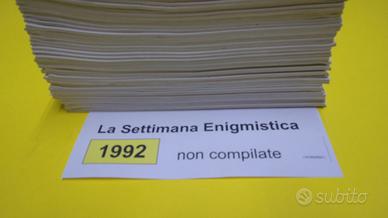 La Settimana Enigmistica
1992 non compilate
subito